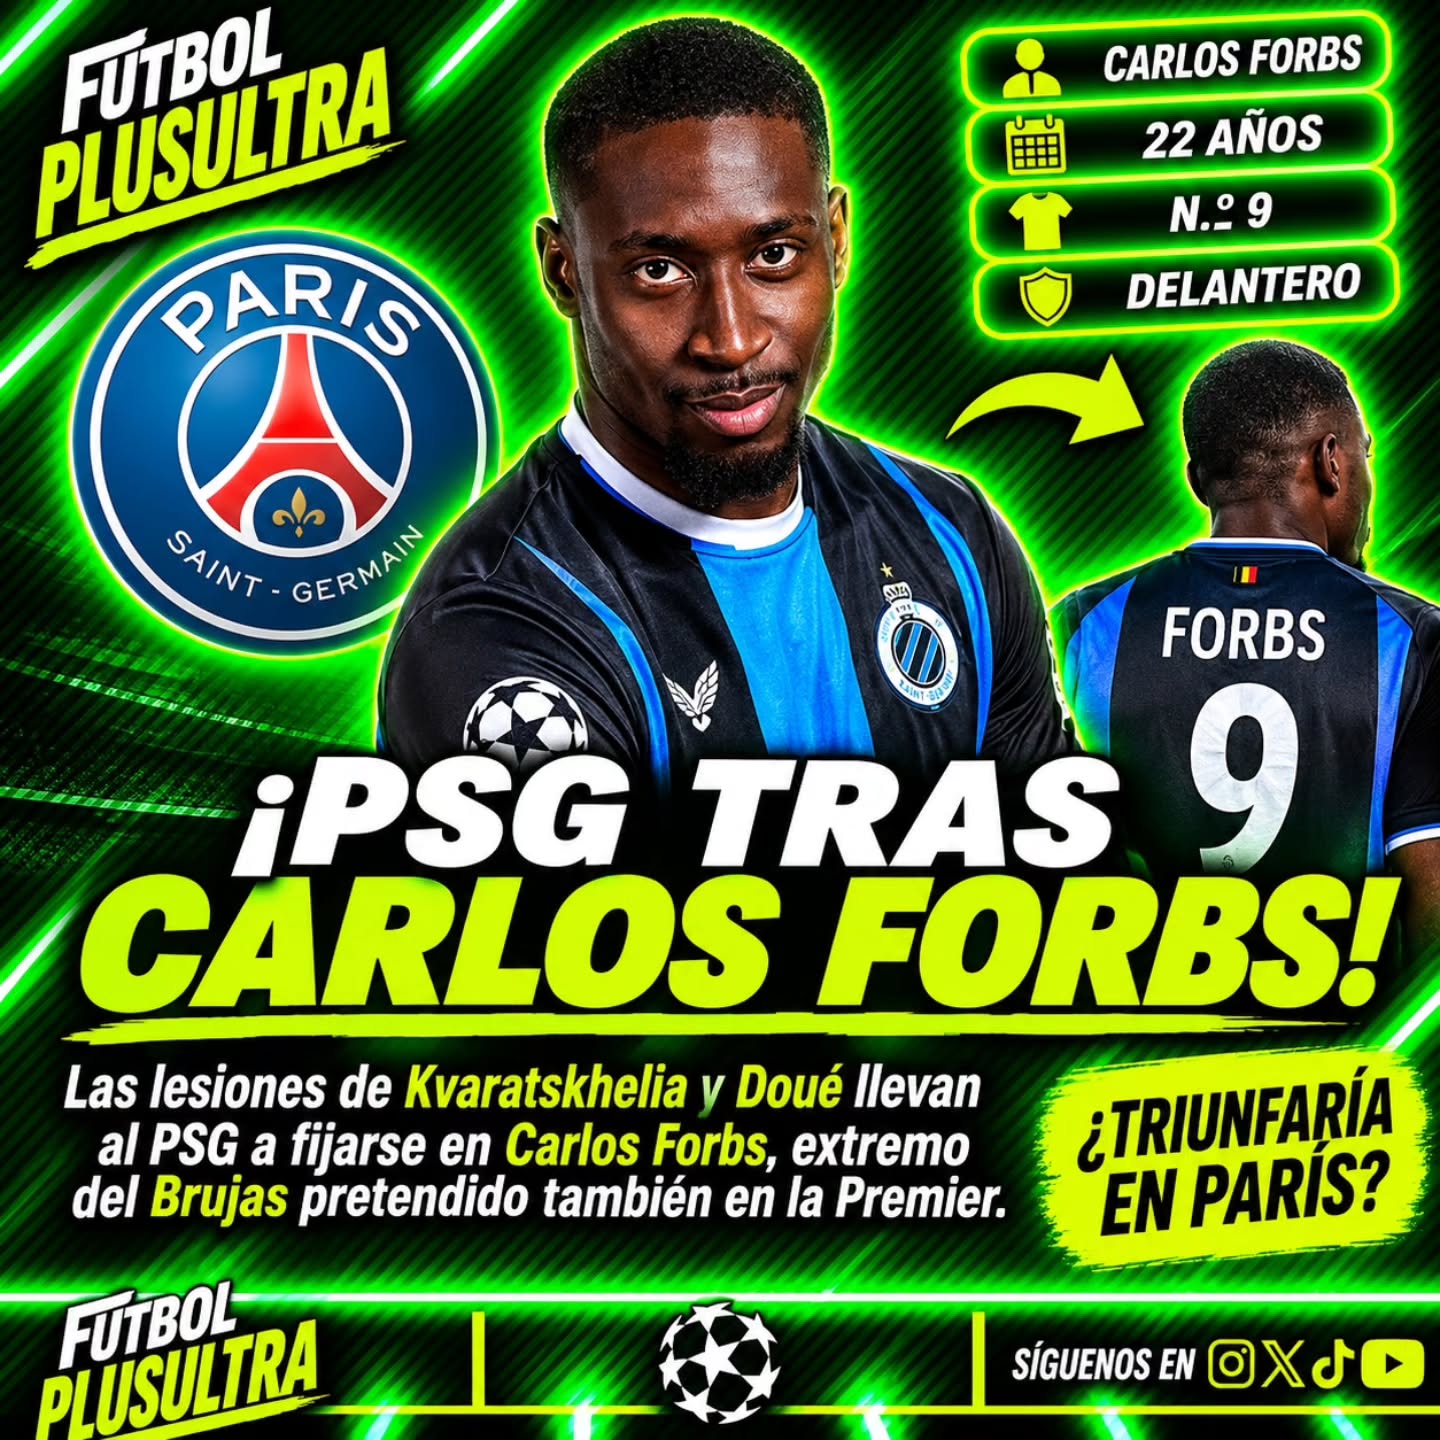 FÚTBOL
PLUSULTRA
CARLOS FORBS
22 AÑOS
N.º 9
DELANTERO
PARIS
SAINT - GERMAIN
FORBS
9
¡PSG TRAS
CARLOS FORBS!
Las lesiones de Kvaratskhelia y Doué llevan
al PSG a fijarse en Carlos Forbs, extremo
del Brujas pretendido también en la Premier.
¿TRIUNFARÍA
EN PARÍS?
FÚTBOL
PLUSULTRA
SÍGUENOS EN